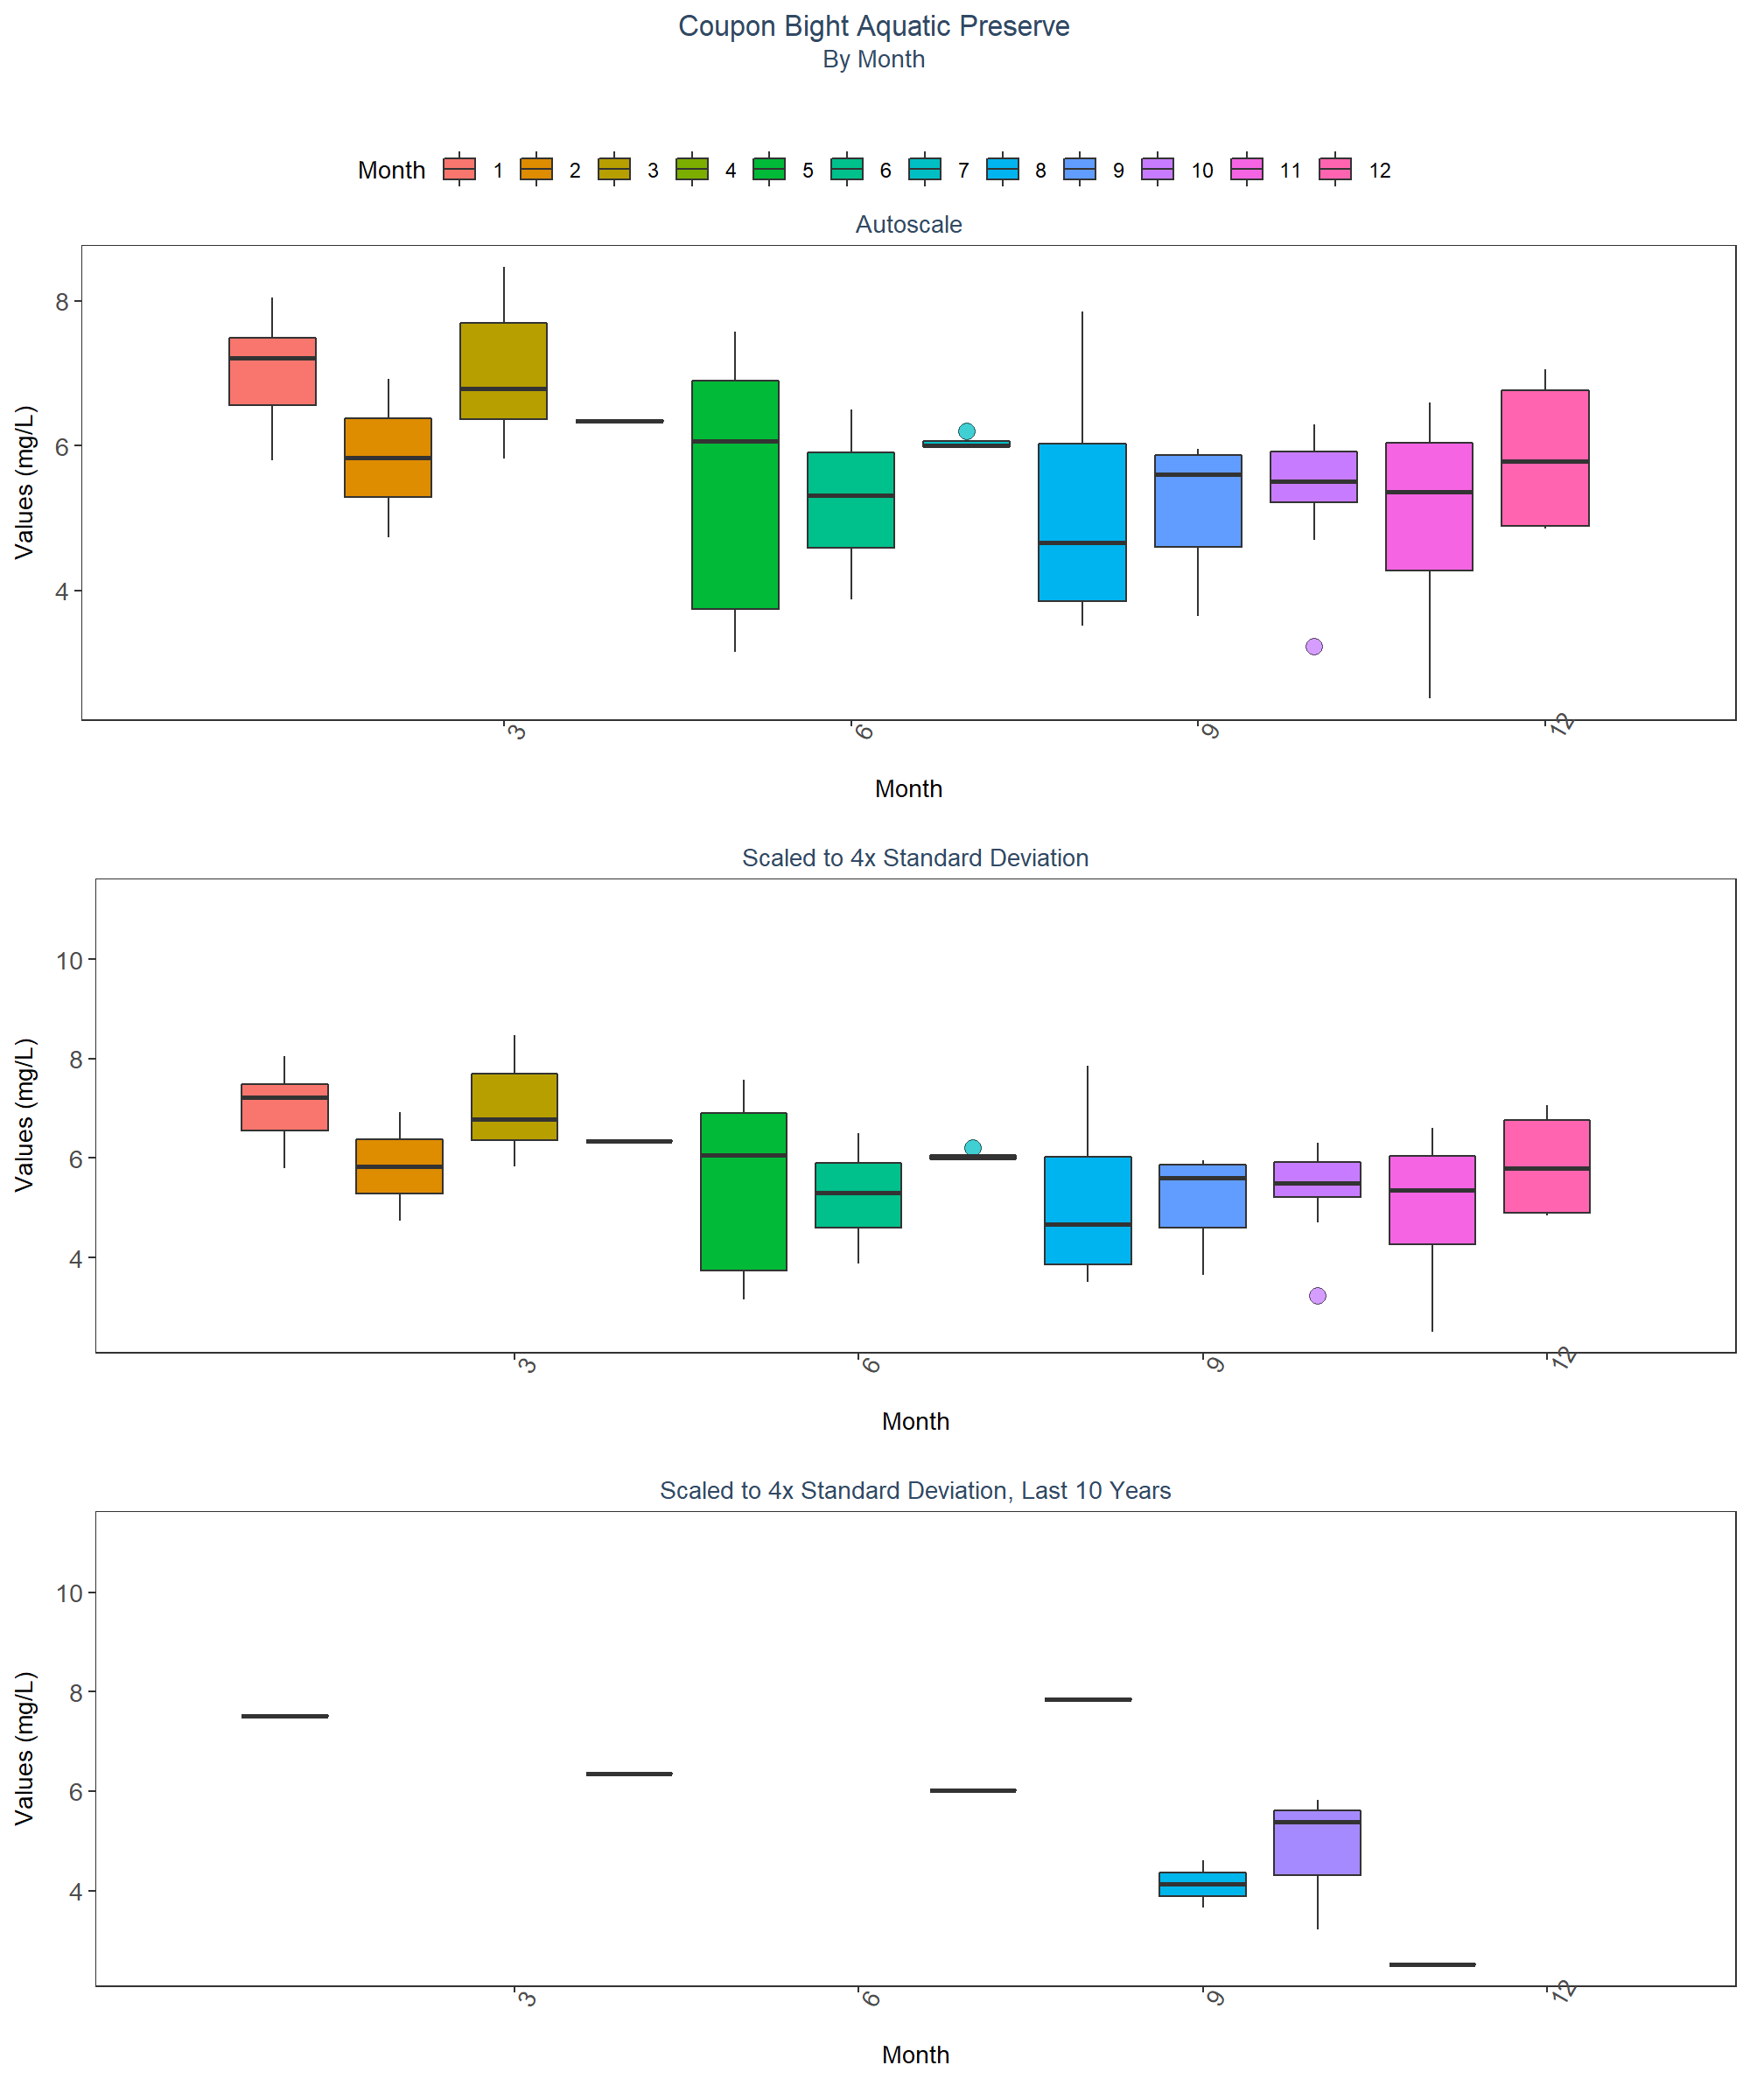 Coupon Bight Aquatic Preserve
By Month
Month 1 2 3 4 5 6 7 8 9 10 11 12
Autoscale
Values (mg/L)
8
6
4
3 6 9 12
Month
Scaled to 4x Standard Deviation
Values (mg/L)
10
8
6
4
3 6 9 12
Month
Scaled to 4x Standard Deviation, Last 10 Years
Values (mg/L)
10
8
6
4
3 6 9 12
Month